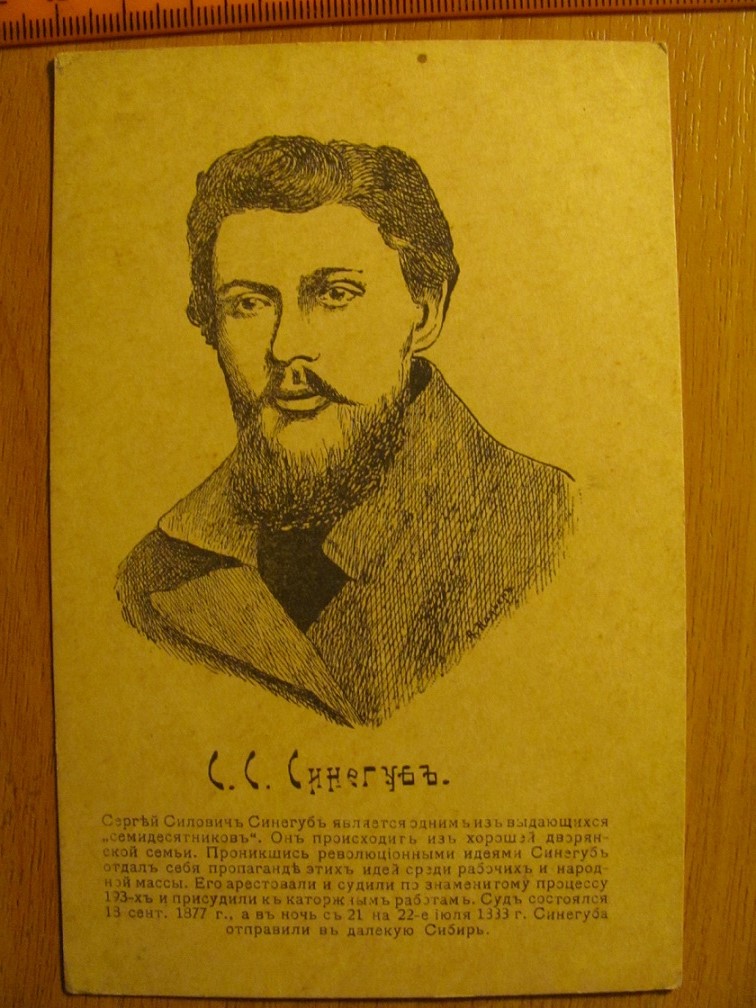 С. С. Синегубъ.
Сергѣй Силовичъ Синегубъ является однимъ изъ выдающихся
„семидесятниковъ“. Онъ происходитъ изъ хорошей дворян-
ской семьи. Проникшись революціонными идеями Синегубъ
отдалъ себя пропагандѣ этихъ идей среди рабочихъ и народ-
ной массы. Его арестовали и судили по знаменитому процессу
193-хъ и присудили къ каторжнымъ работамъ. Судъ состоялся
18 сент. 1877 г., а въ ночь съ 21 на 22-е іюля г. Синегуба
отправили въ далекую Сибирь.